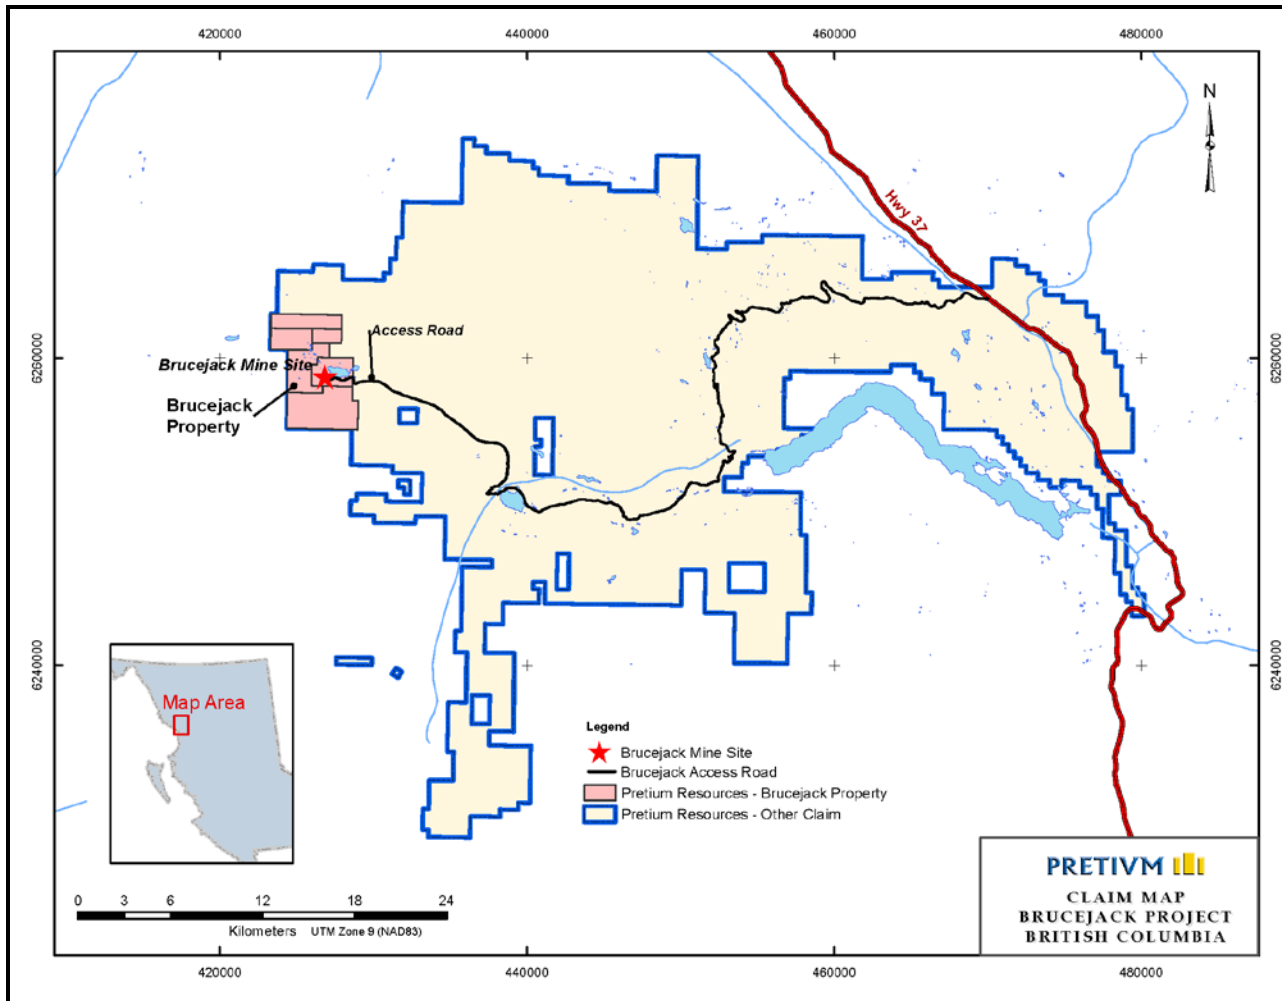 420000
440000
460000
480000
N
Hwy 37
6260000
6260000
Access Road
Brucejack Mine Site
Brucejack
Property
6240000
6240000
Map Area
Legend
Brucejack Mine Site
Brucejack Access Road
Pretium Resources - Brucejack Property
Pretium Resources - Other Claim
0 3 6 12 18 24
Kilometers UTM Zone 9 (NAD83)
PRETIVM
CLAIM MAP
BRUCEJACK PROJECT
BRITISH COLUMBIA
420000
440000
460000
480000